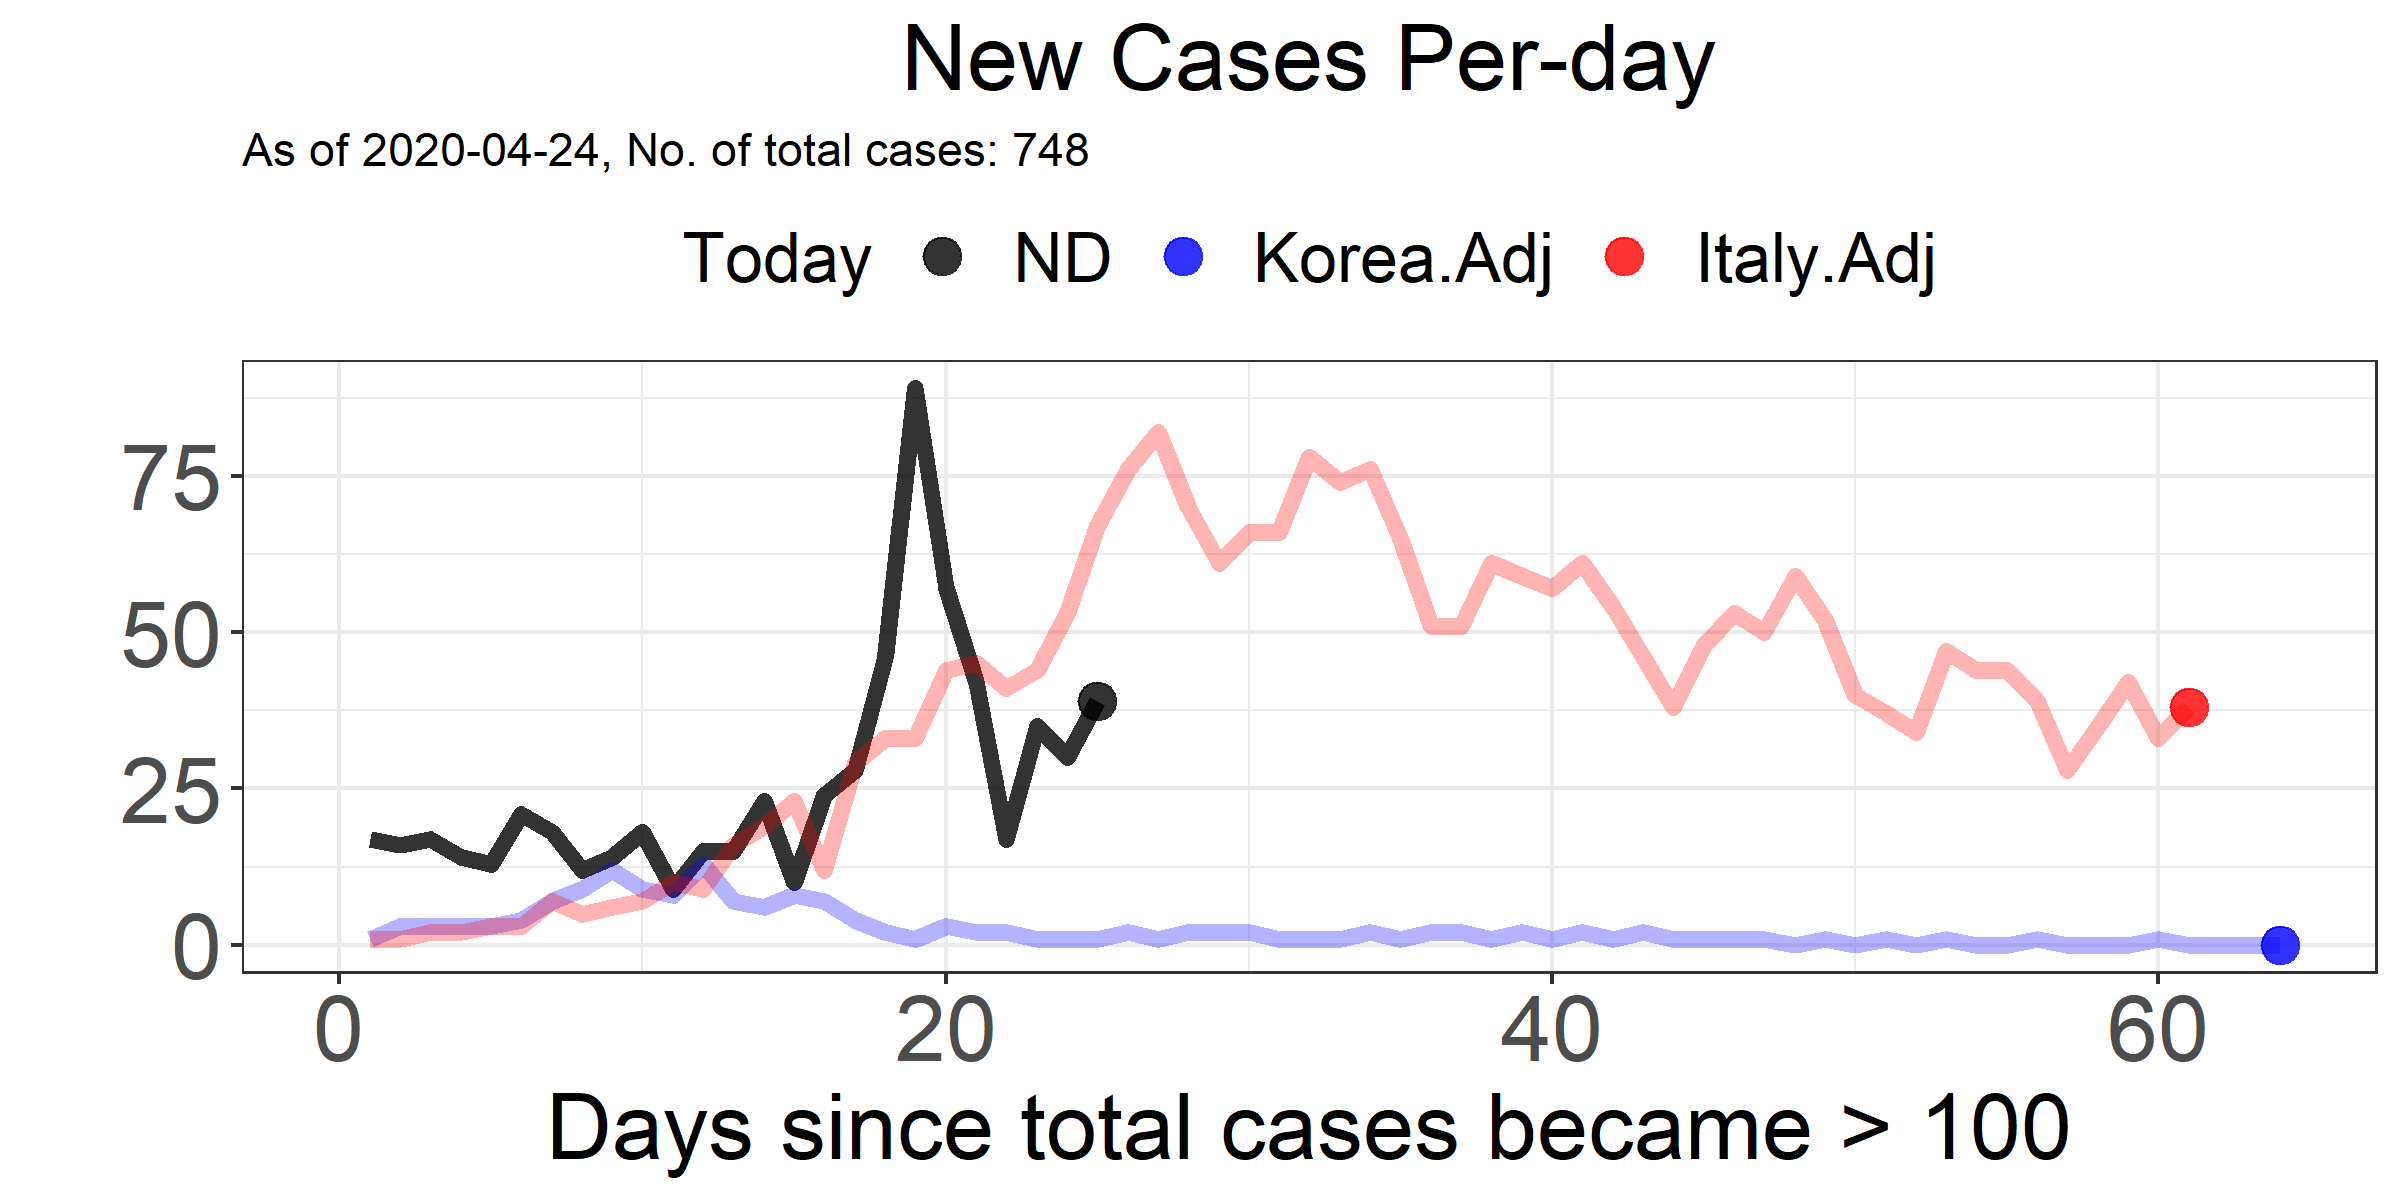 New Cases Per-day
As of 2020-04-24, No. of total cases: 748
Today ND Korea.Adj Italy.Adj
75
50
25
0
0 20 40 60
Days since total cases became > 100